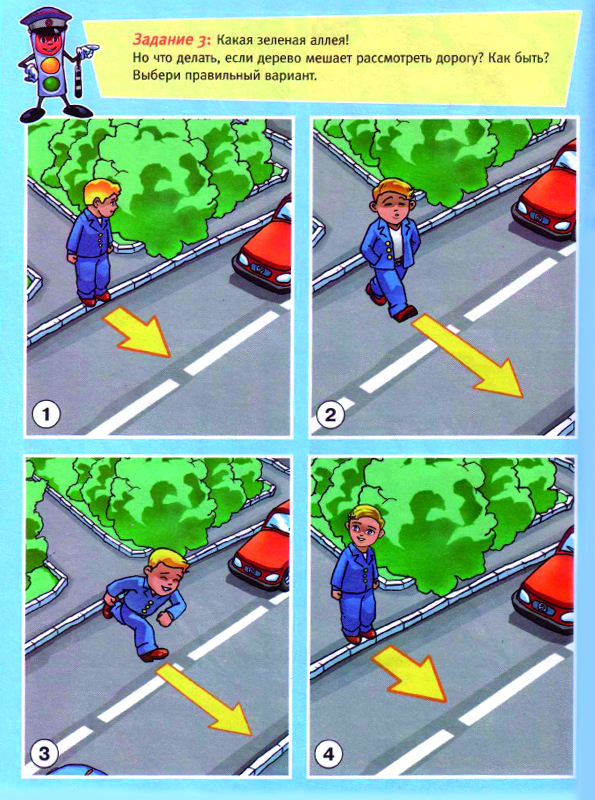 Задание 3: Какая зеленая аллея!
Но что делать, если дерево мешает рассмотреть дорогу? Как быть?
Выбери правильный вариант.
1
2
3
4